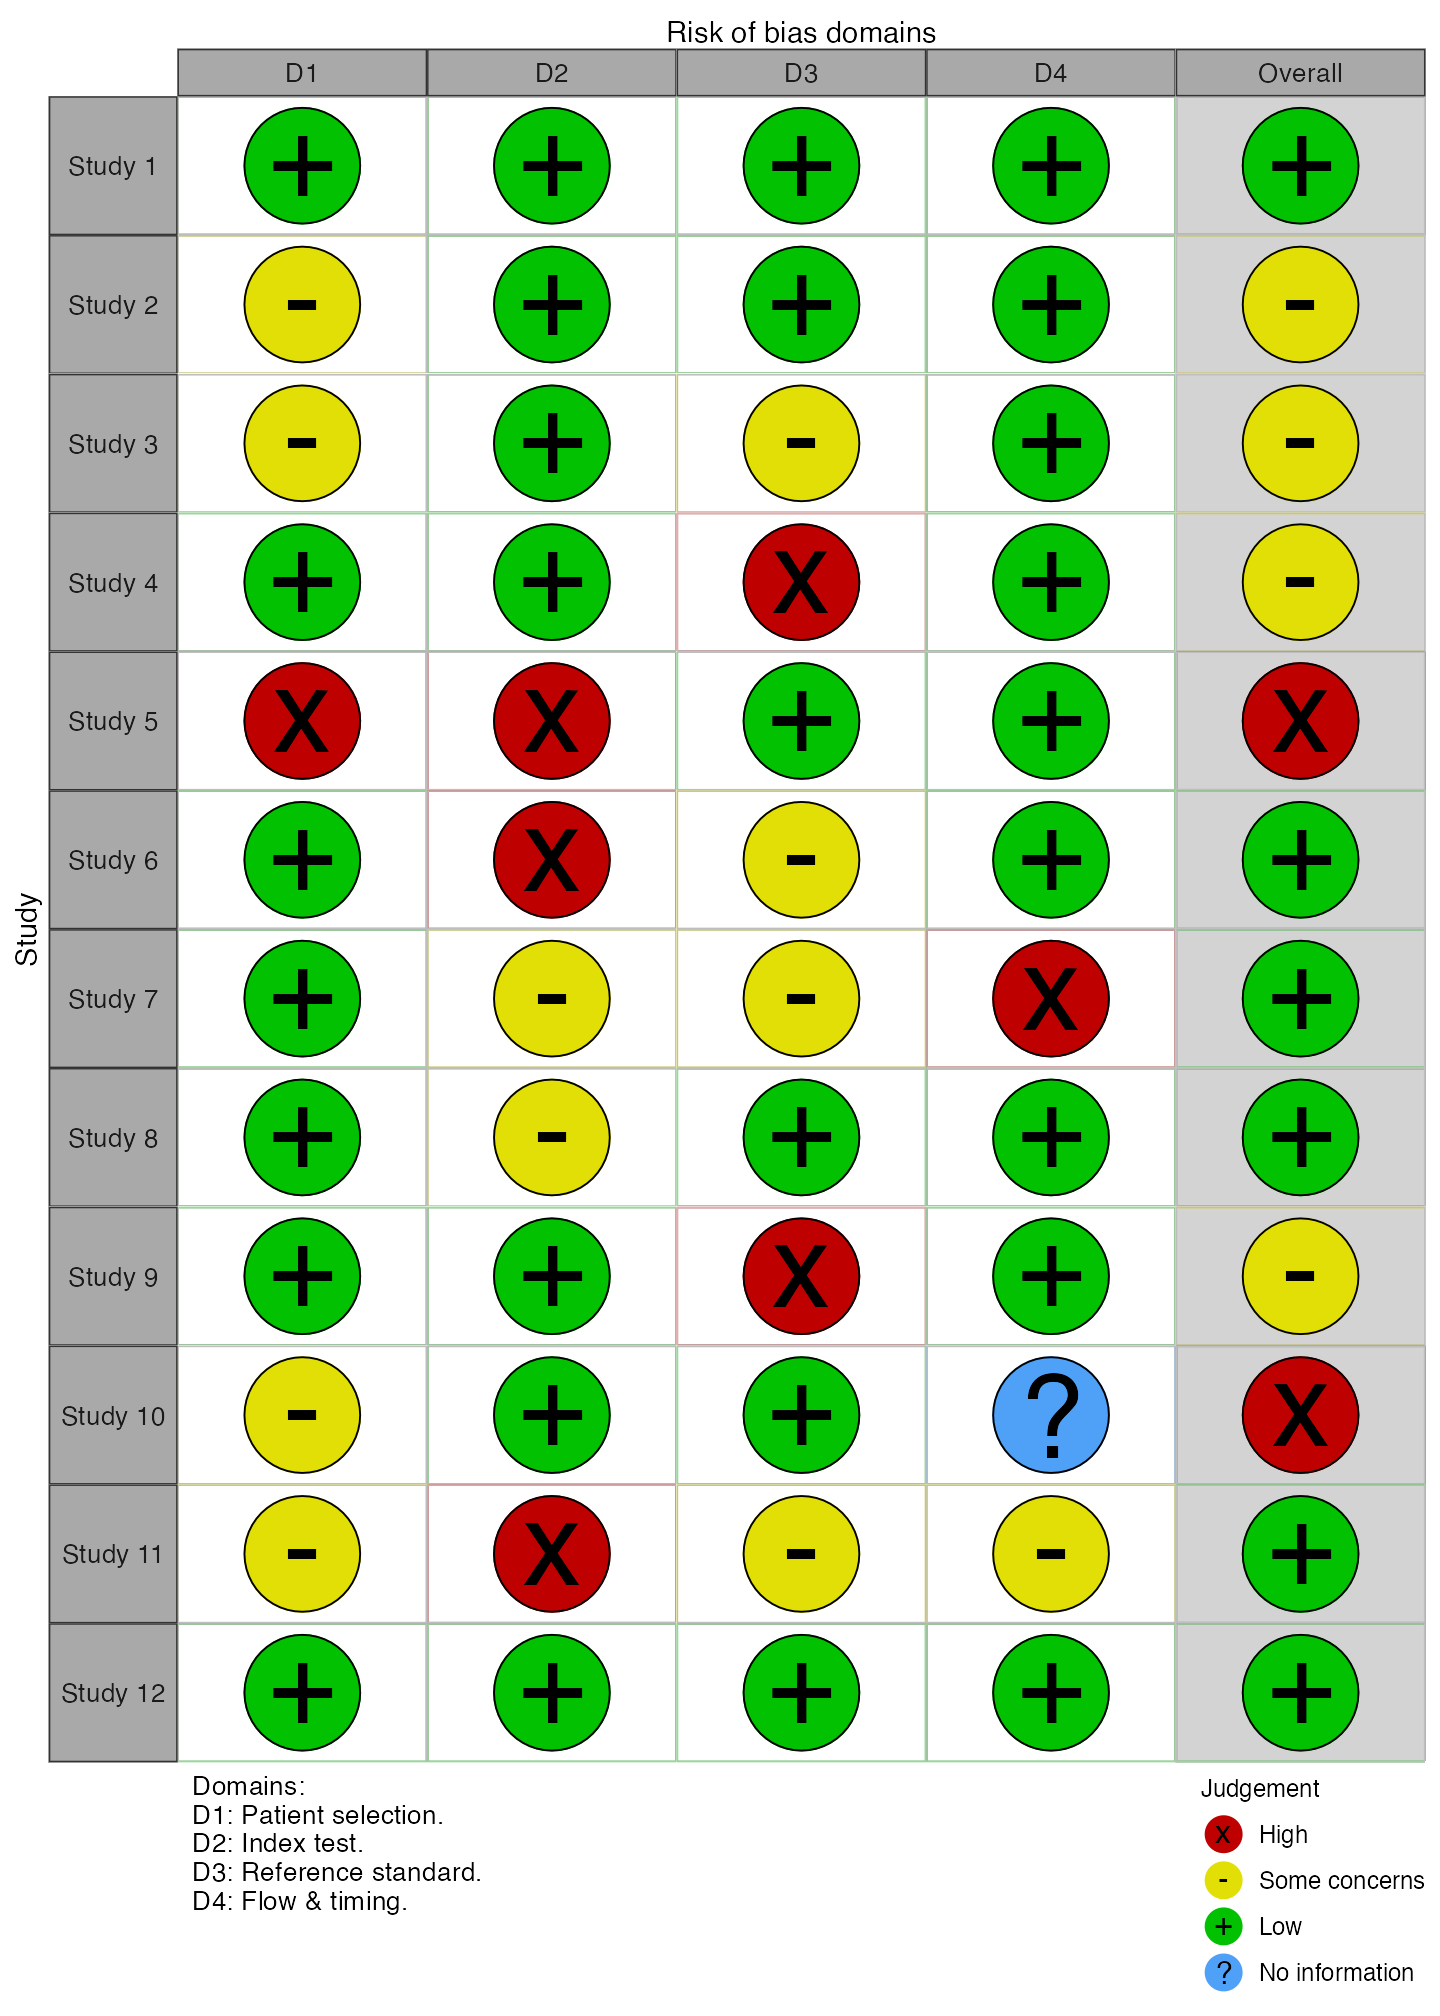 Risk of bias domains
D1 D2 D3 D4 Overall
Study
Study 1 + + + + +
Study 2 - + + + -
Study 3 - + - + -
Study 4 + + X + -
Study 5 X X + + X
Study 6 + X - + +
Study 7 + - - X +
Study 8 + - + + +
Study 9 + + X + -
Study 10 - + + ? X
Study 11 - X - - +
Study 12 + + + + +
Domains:
D1: Patient selection.
D2: Index test.
D3: Reference standard.
D4: Flow & timing.
Judgement
X High
- Some concerns
+ Low
? No information